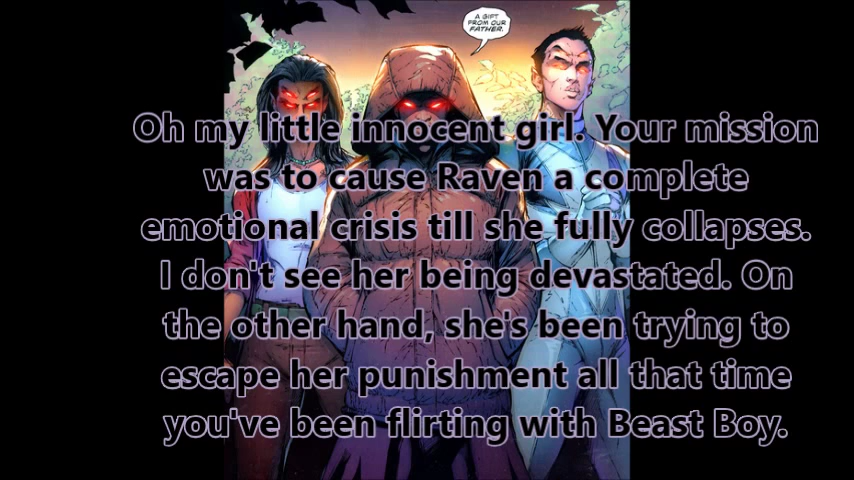 A GIFT
FROM OUR
FATHER.
Oh my little innocent girl. Your mission
was to cause Raven a complete
emotional crisis till she fully collapses.
I don't see her being devastated. On
the other hand, she's been trying to
escape her punishment all that time
you've been flirting with Beast Boy.